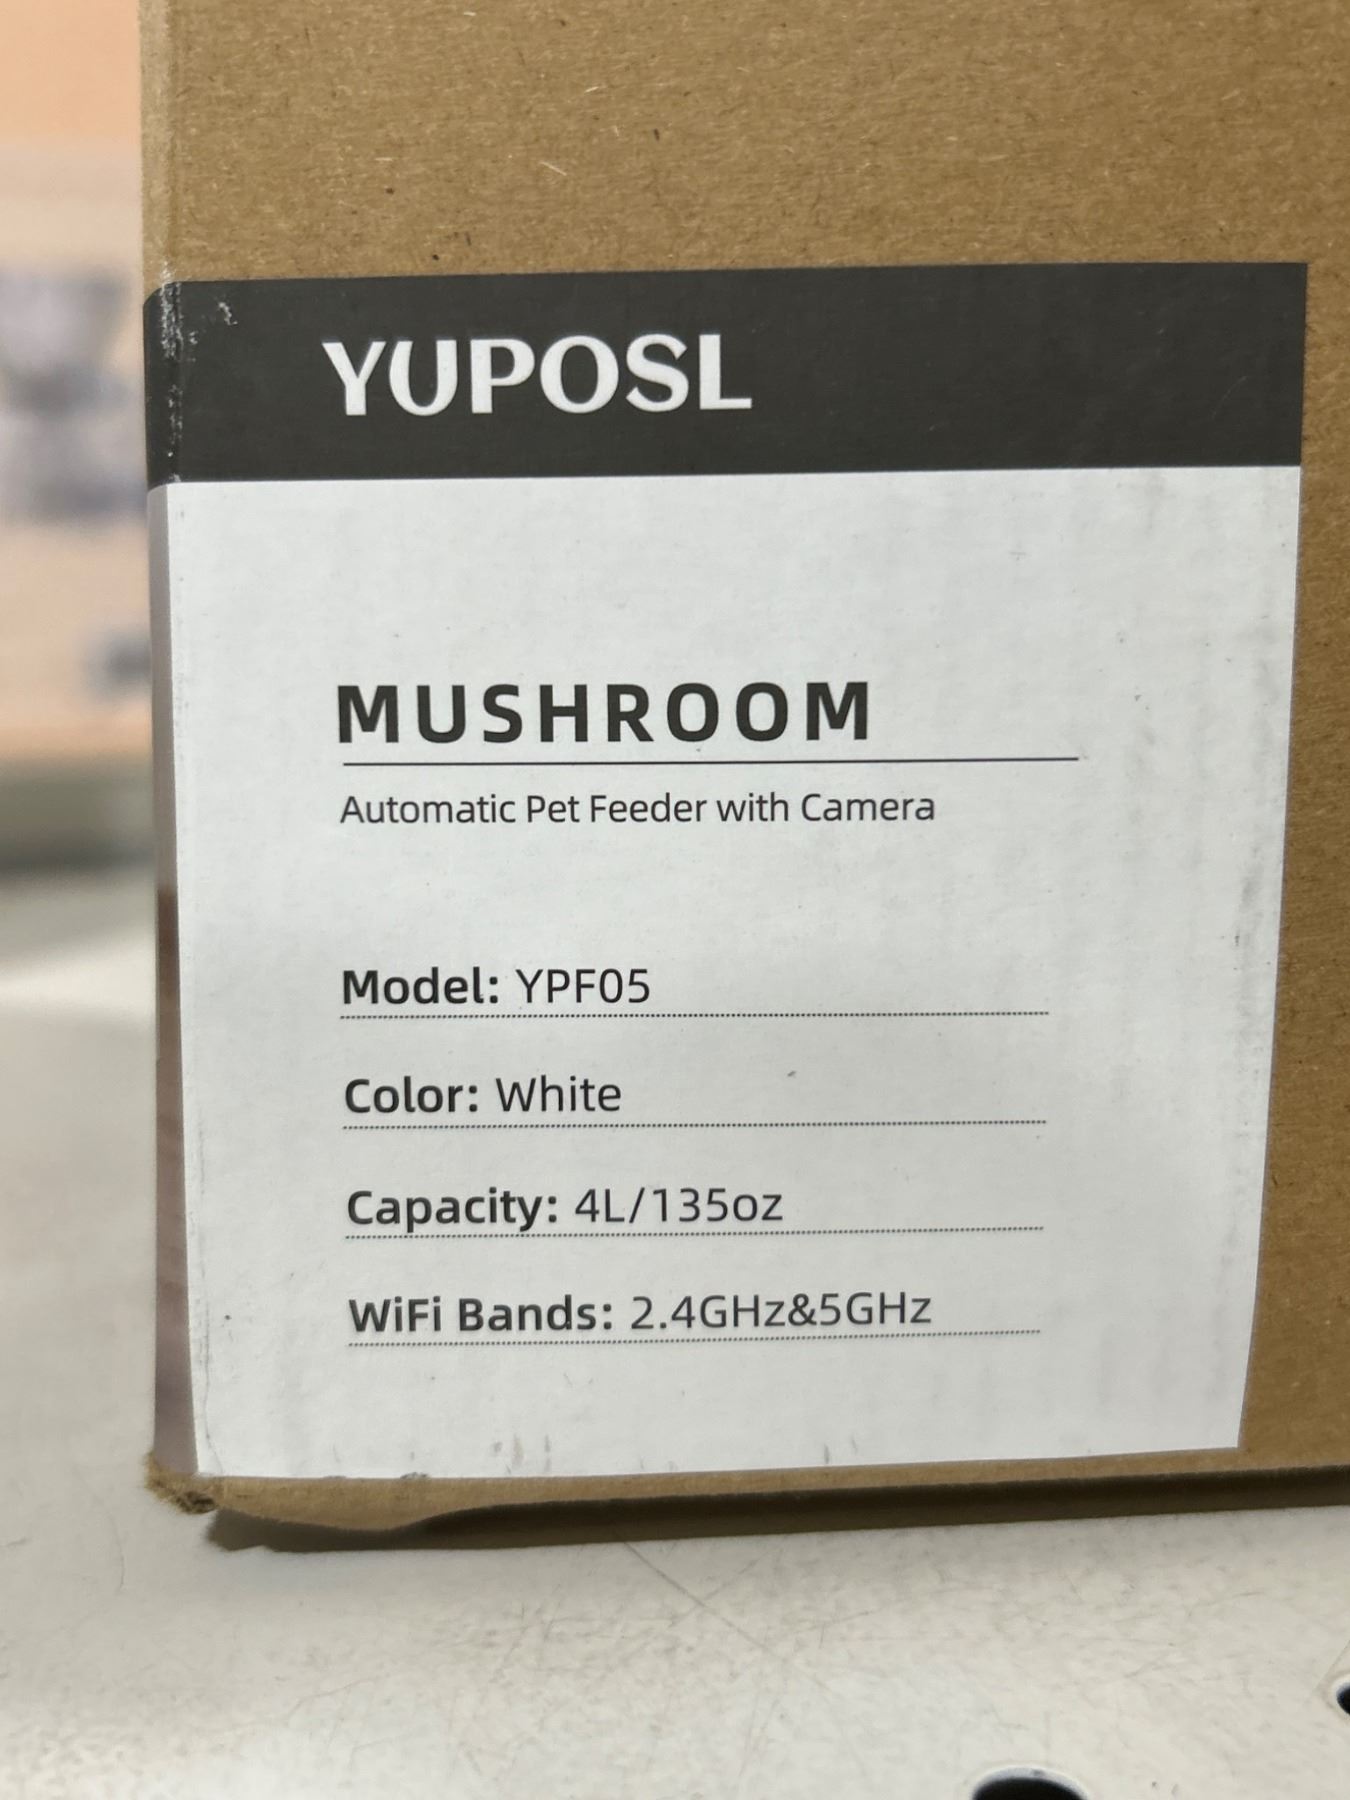 YUPOSL
MUSHROOM
Automatic Pet Feeder with Camera
Model: YPF05
Color: White
Capacity: 4L/135oz
WiFi Bands: 2.4GHz&5GHz